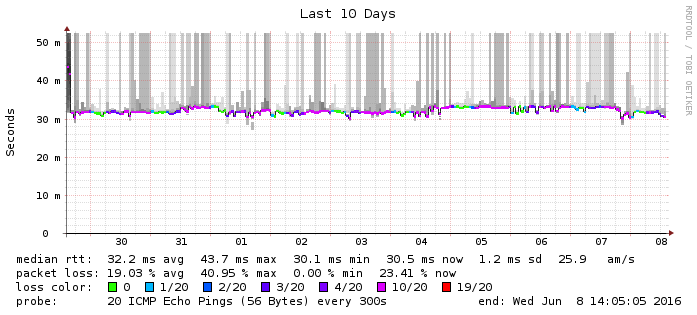 Last 10 Days
RRDTOOL / TOBI OETIKER
Seconds
50 m
40 m
30 m
20 m
10 m
0
30 31 01 02 03 04 05 06 07 08
median rtt: 32.2 ms avg 43.7 ms max 30.1 ms min 30.5 ms now 1.2 ms sd 25.9 am/s
packet loss: 19.03 % avg 40.95 % max 0.00 % min 23.41 % now
loss color: 0 1/20 2/20 3/20 4/20 10/20 19/20
probe: 20 ICMP Echo Pings (56 Bytes) every 300s end: Wed Jun 8 14:05:05 2016